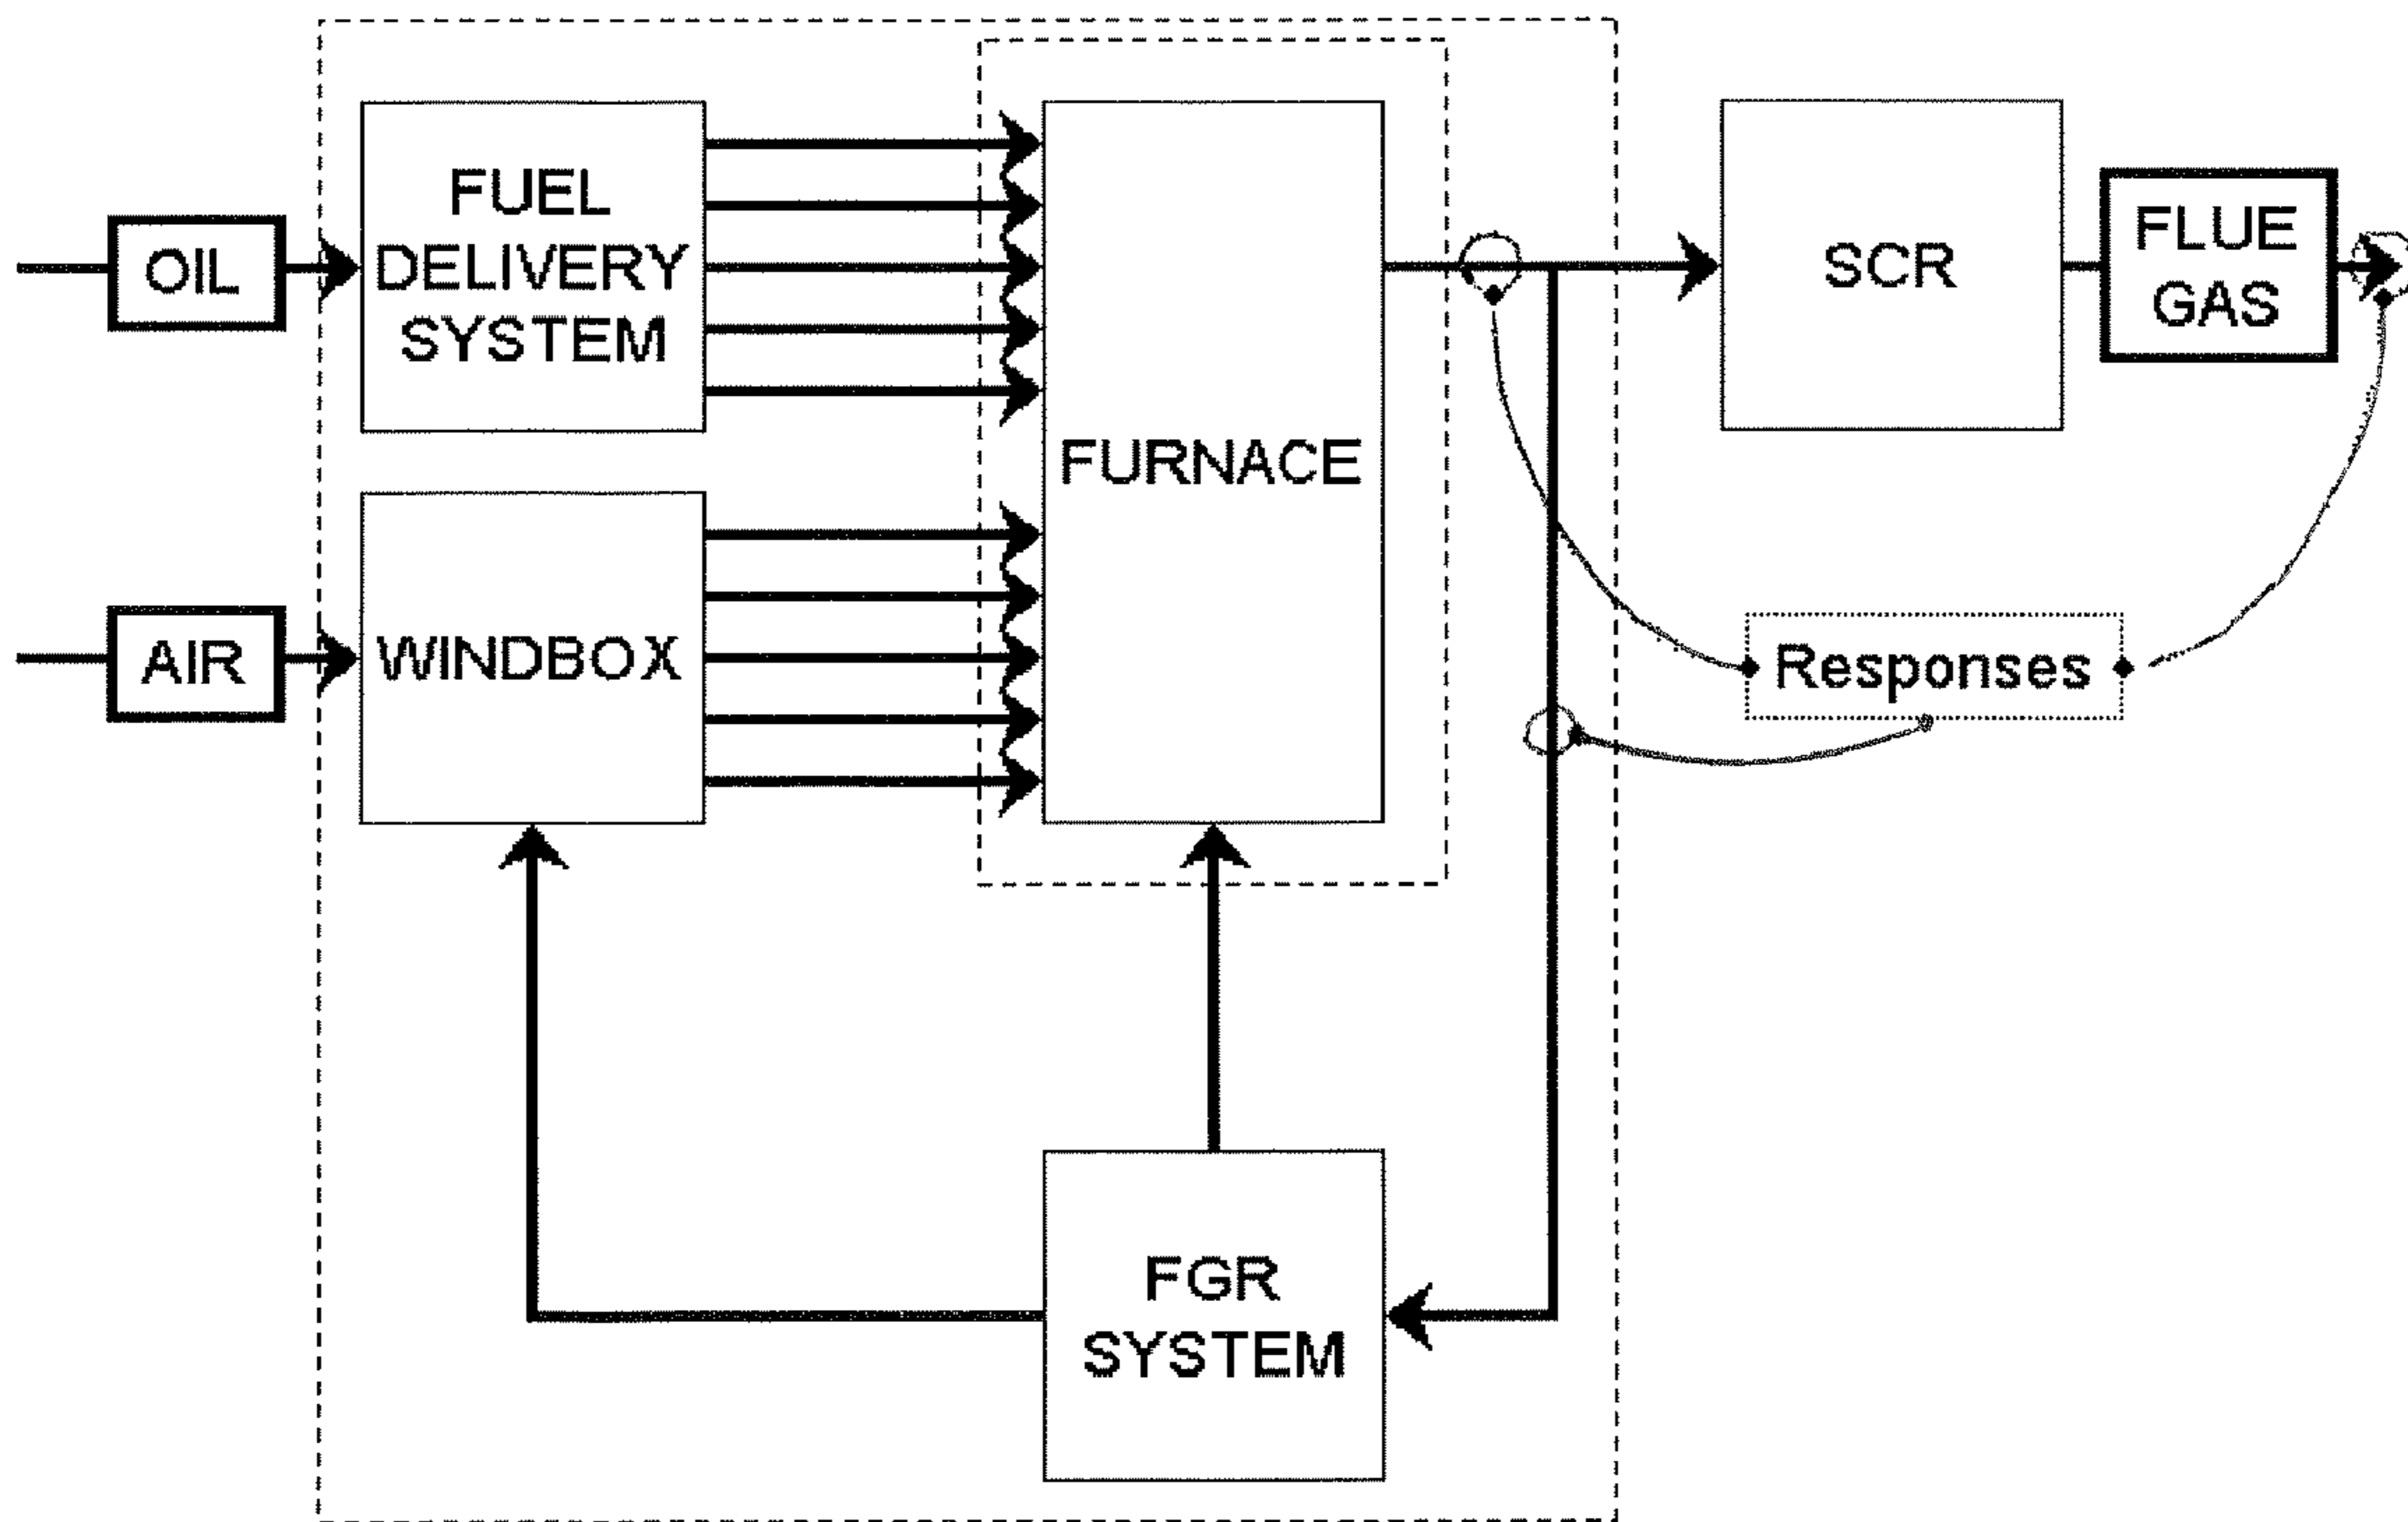 FUEL
DELIVERY
SYSTEM
OIL
FURNACE
SCR
FLUE
GAS
AIR
WINDBOX
Responses
FGR
SYSTEM